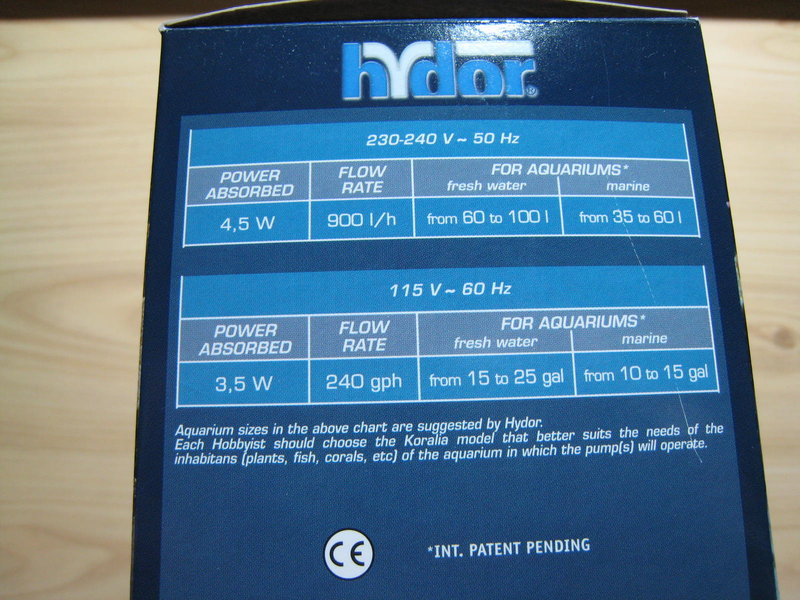 hydor®
230-240 V ~ 50 Hz
POWER ABSORBED
FLOW RATE
FOR AQUARIUMS*
fresh water
marine
4,5 W
900 l/h
from 60 to 100 l
from 35 to 60 l
115 V ~ 60 Hz
POWER ABSORBED
FLOW RATE
FOR AQUARIUMS*
fresh water
marine
3,5 W
240 gph
from 15 to 25 gal
from 10 to 15 gal
Aquarium sizes in the above chart are suggested by Hydor.
Each Hobbyist should choose the Koralia model that better suits the needs of the
inhabitans (plants, fish, corals, etc) of the aquarium in which the pump(s) will operate.
CE
*INT. PATENT PENDING